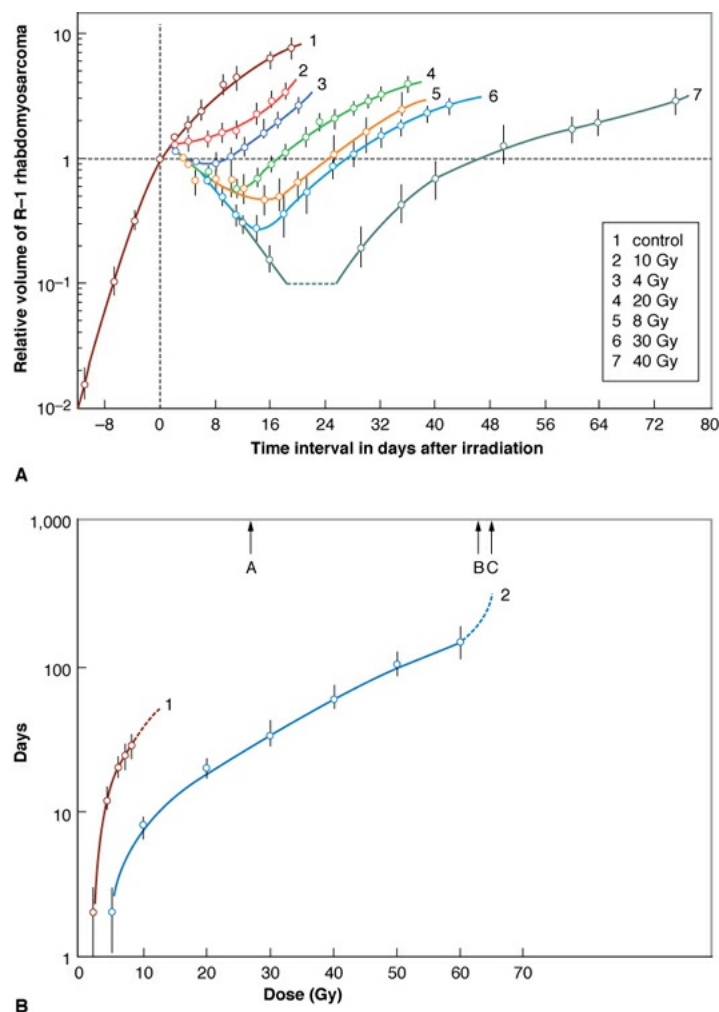 10
1
10–1
10–2
Relative volume of R–1 rhabdomyosarcoma
1
2
3
4
5
6
7
1 control
2 10 Gy
3 4 Gy
4 20 Gy
5 8 Gy
6 30 Gy
7 40 Gy
–8 0 8 16 24 32 40 48 56 64 72 80
Time interval in days after irradiation
A
1,000
100
10
1
Days
A B C
1
2
0 10 20 30 40 50 60 70
Dose (Gy)
B